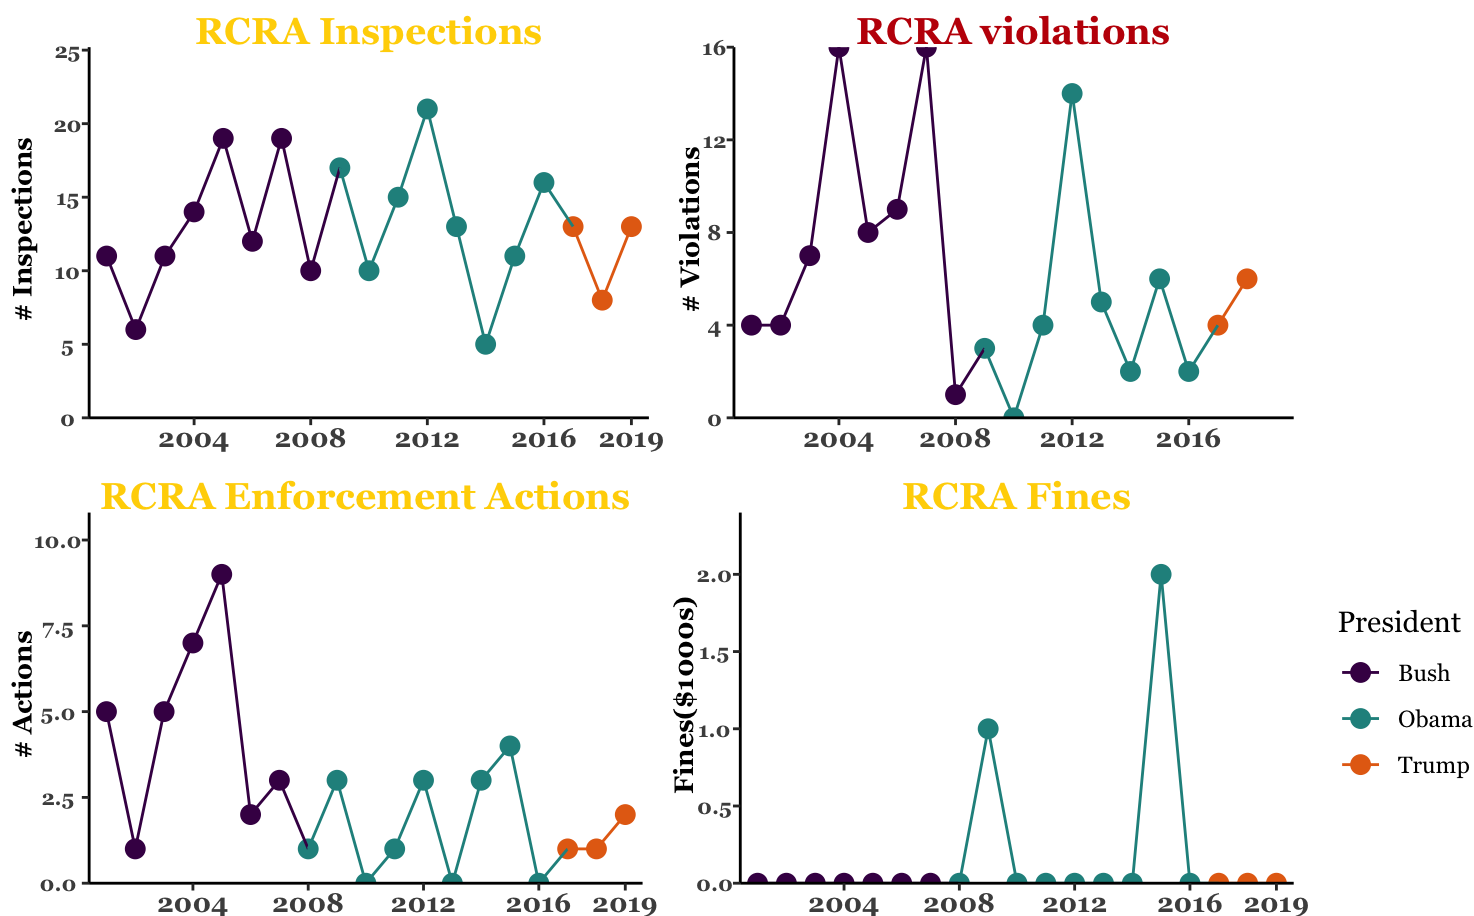 RCRA Inspections
# Inspections
25
20
15
10
5
0
2004 2008 2012 2016 2019
RCRA violations
# Violations
16
12
8
4
0
2004 2008 2012 2016
RCRA Enforcement Actions
# Actions
10.0
7.5
5.0
2.5
0.0
2004 2008 2012 2016 2019
RCRA Fines
Fines($1000s)
2.0
1.5
1.0
0.5
0.0
2004 2008 2012 2016 2019
President
Bush
Obama
Trump